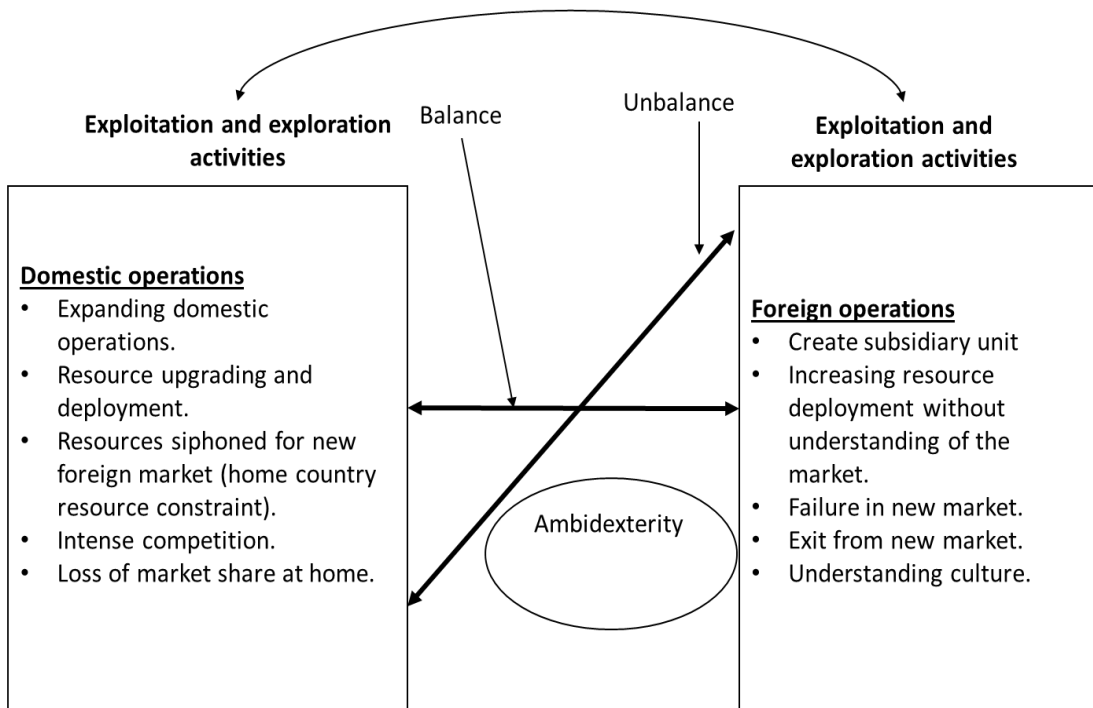 Exploitation and exploration
activities
Balance
Unbalance
Exploitation and
exploration activities
Domestic operations
• Expanding domestic
operations.
• Resource upgrading and
deployment.
• Resources siphoned for new
foreign market (home country
resource constraint).
• Intense competition.
• Loss of market share at home.
Ambidexterity
Foreign operations
• Create subsidiary unit
• Increasing resource
deployment without
understanding of the
market.
• Failure in new market.
• Exit from new market.
• Understanding culture.